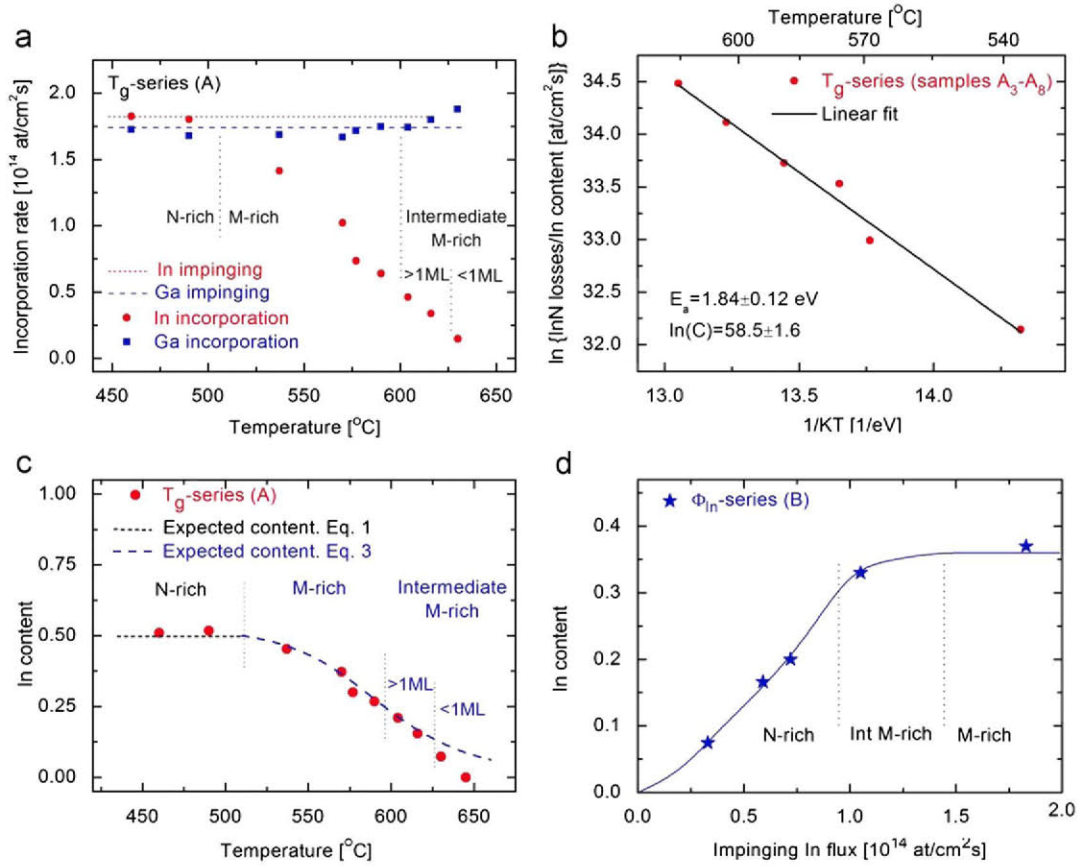 a
Tg-series (A)
Incorporation rate [10^14 at/cm^2s]
2.0
1.5
1.0
0.5
0.0
N-rich
M-rich
Intermediate
M-rich
>1ML
<1ML
In impinging
Ga impinging
In incorporation
Ga incorporation
450
500
550
600
650
Temperature [°C]
b
Temperature [°C]
600
570
540
ln {InN losses/In content [at/cm^2s]}
34.5
34.0
33.5
33.0
32.5
32.0
Tg-series (samples A3-A8)
Linear fit
Ea=1.84±0.12 eV
ln(C)=58.5±1.6
13.0
13.5
14.0
1/KT [1/eV]
c
In content
1.00
0.75
0.50
0.25
0.00
Tg-series (A)
Expected content. Eq. 1
Expected content. Eq. 3
N-rich
M-rich
Intermediate
M-rich
>1ML
<1ML
450
500
550
600
650
Temperature [°C]
d
In content
0.4
0.3
0.2
0.1
0.0
ΦIn-series (B)
N-rich
Int M-rich
M-rich
0.0
0.5
1.0
1.5
2.0
Impinging In flux [10^14 at/cm^2s]